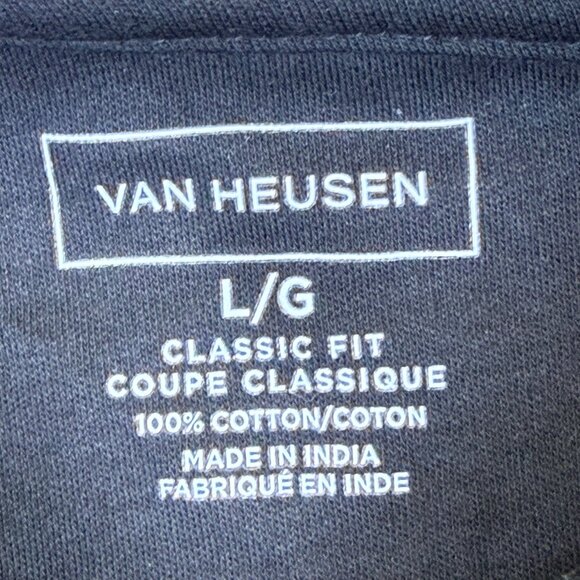 VAN HEUSEN
L/G
CLASSIC FIT
COUPE CLASSIQUE
100% COTTON/COTON
MADE IN INDIA
FABRIQUÉ EN INDE